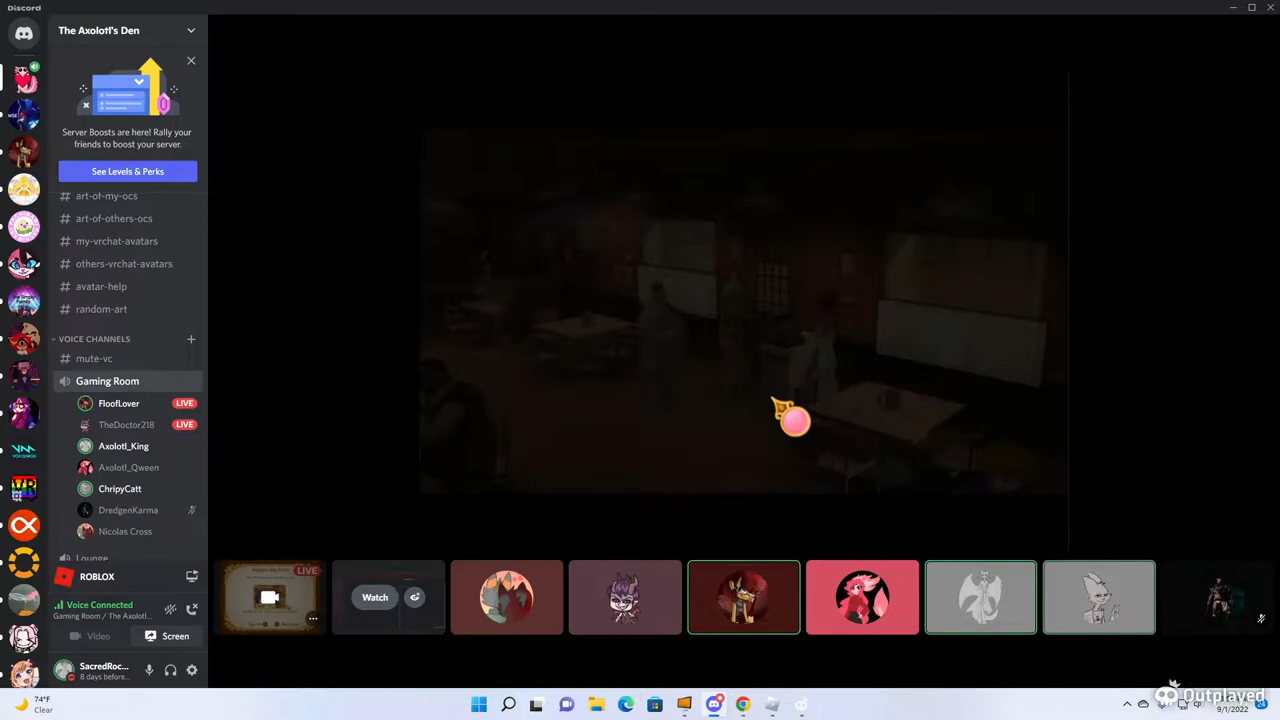 Discord
The Axolotl's Den
Server Boosts are here! Rally your
friends to boost your server.
See Levels & Perks
# art-of-my-ocs
# art-of-others-ocs
# my-vrchat-avatars
# others-vrchat-avatars
# avatar-help
# random-art
VOICE CHANNELS
# mute-vc
Gaming Room
FloofLover LIVE
TheDoctor218 LIVE
Axolotl_King
Axolotl_Qween
ChripyCatt
DredgenKarma
Nicolas Cross
Lounge
ROBLOX
Voice Connected
Gaming Room / The Axolotl...
Video Screen
SacredRoc...
8 days before...
LIVE
Watch
74°F
Clear
Outplayed
9/1/2022